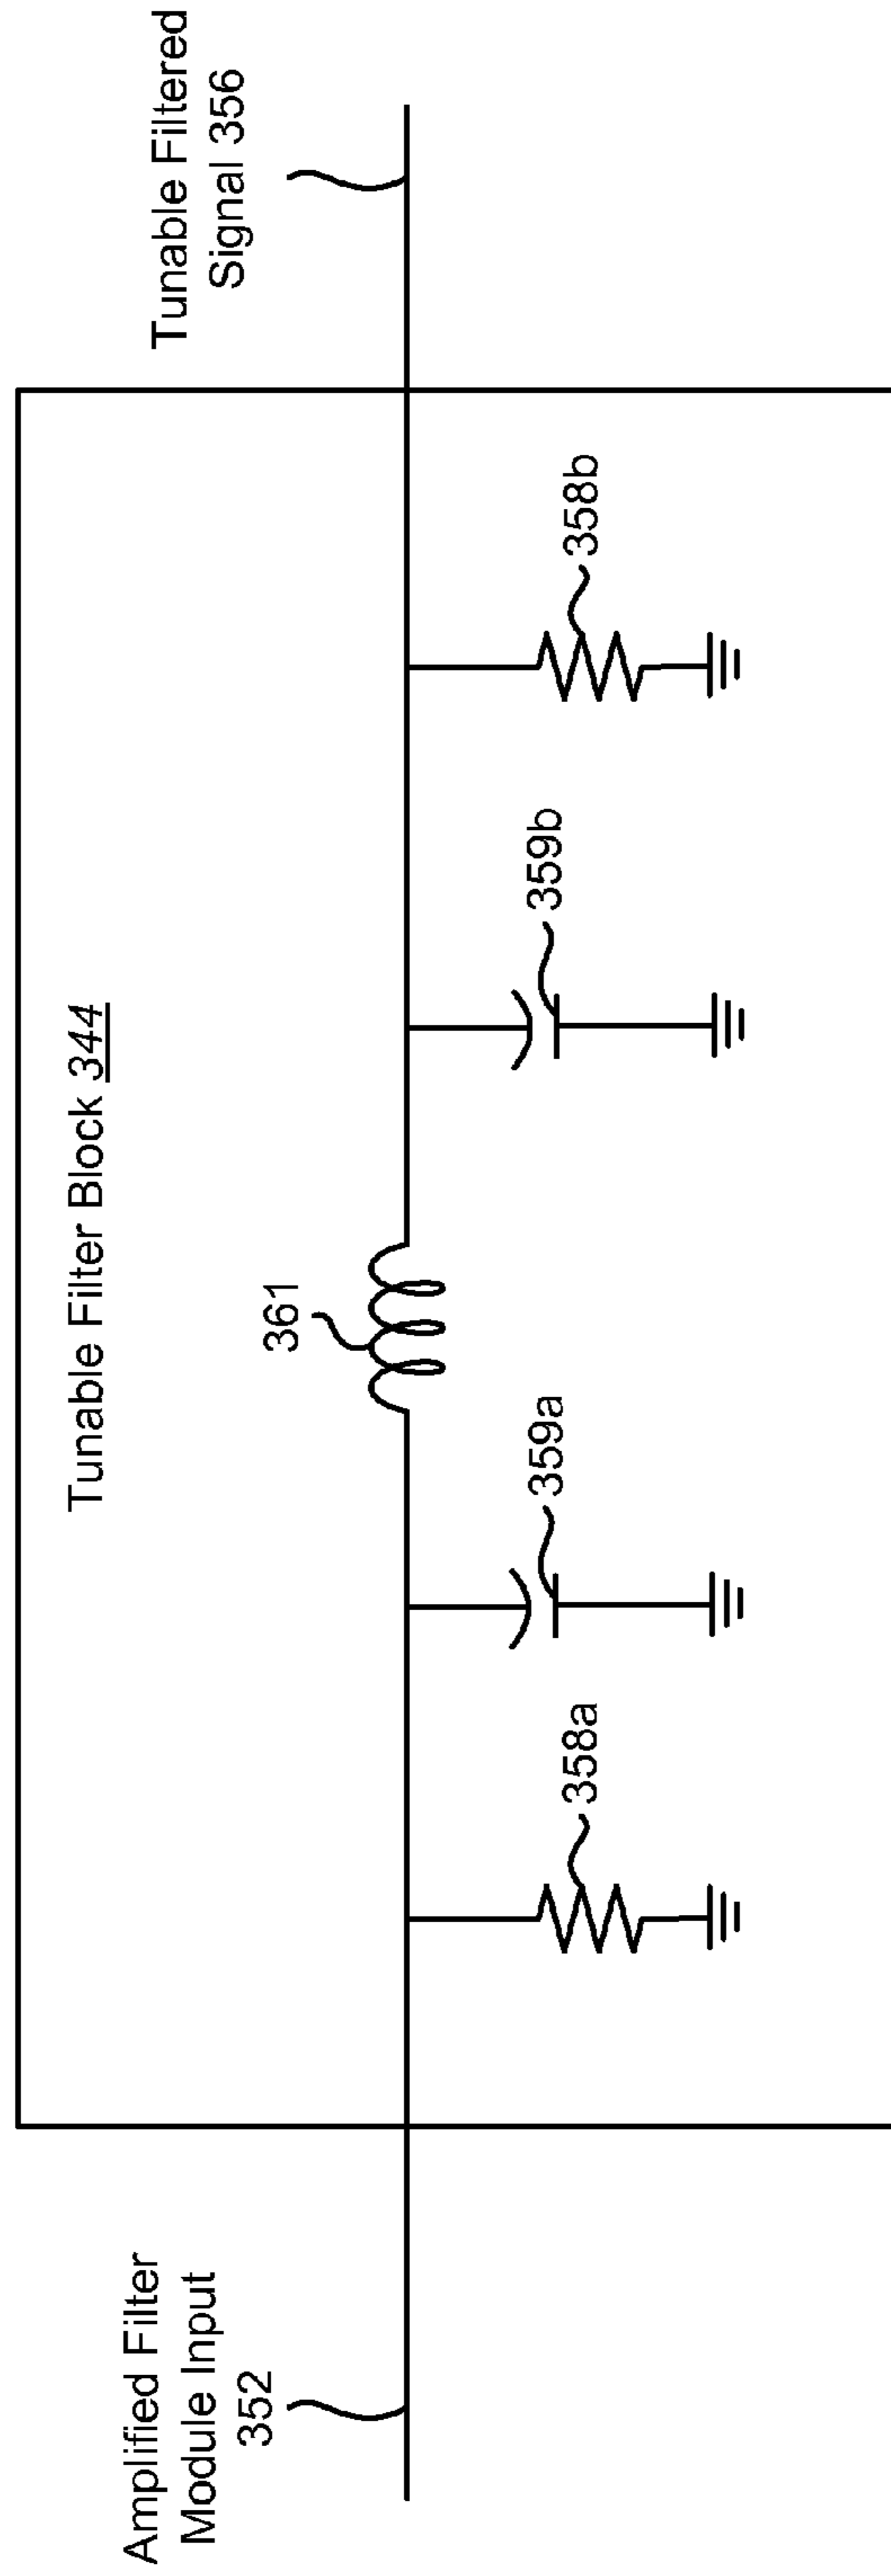 Tunable Filter Block 344
Amplified Filter
Module Input
352
Tunable Filtered
Signal 356
361
358a
359a
359b
358b